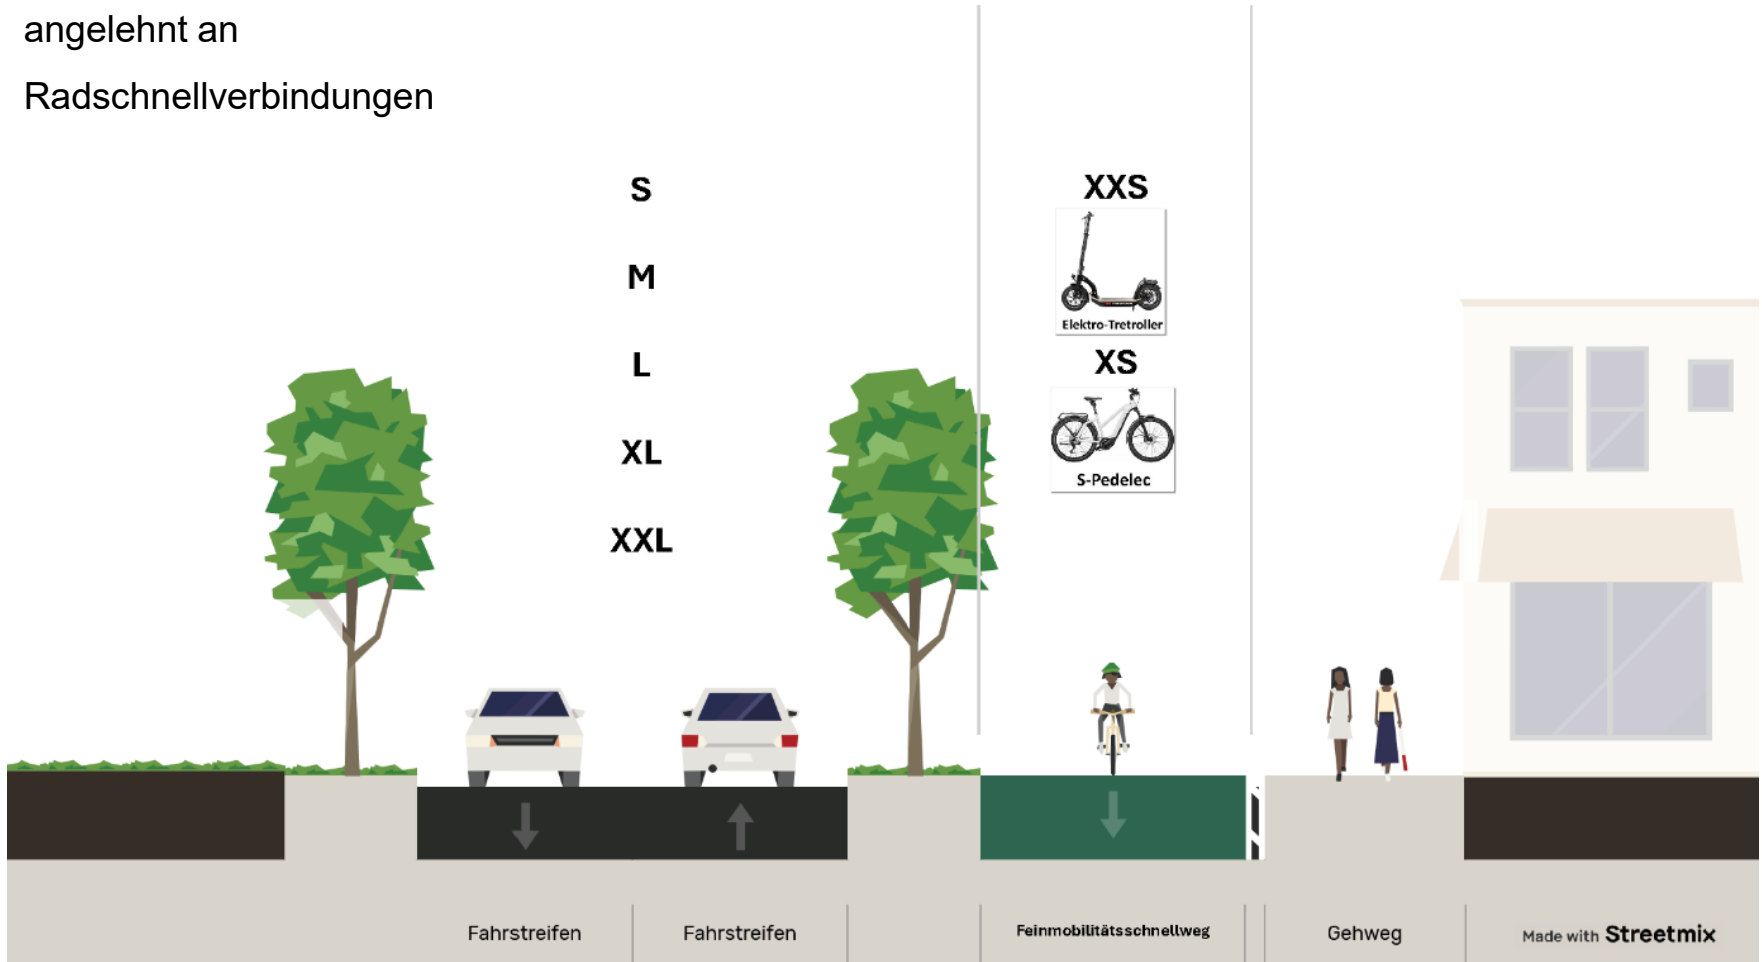 angelehnt an
Radschnellverbindungen
S
M
L
XL
XXL
XXS
Elektro-Tretroller
XS
S-Pedelec
Fahrstreifen
Fahrstreifen
Feinmobilitätsschnellweg
Gehweg
Made with Streetmix